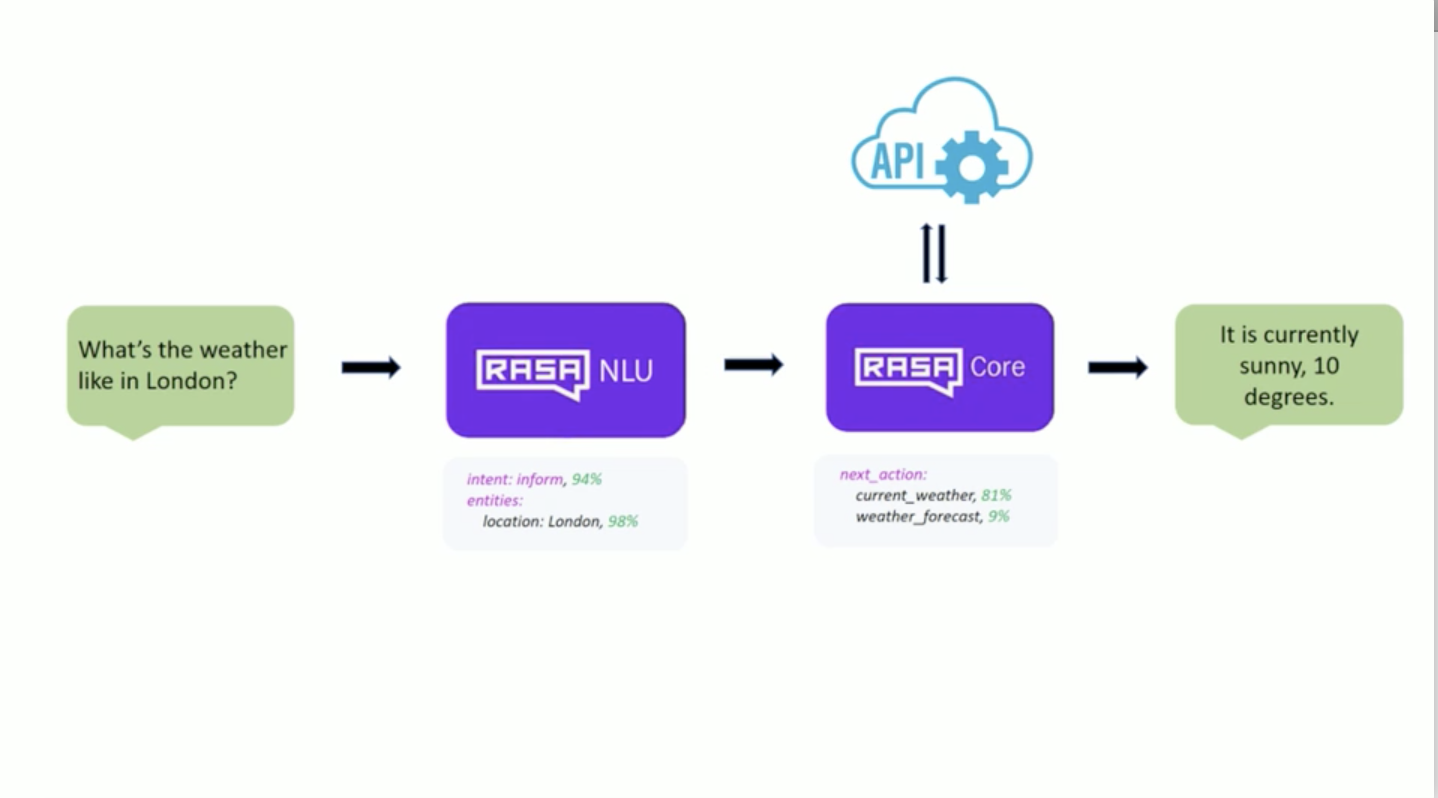 API
What's the weather
like in London?
RASA NLU
RASA Core
It is currently
sunny, 10
degrees.
intent: inform, 94%
entities:
location: London, 98%
next_action:
current_weather, 81%
weather_forecast, 9%